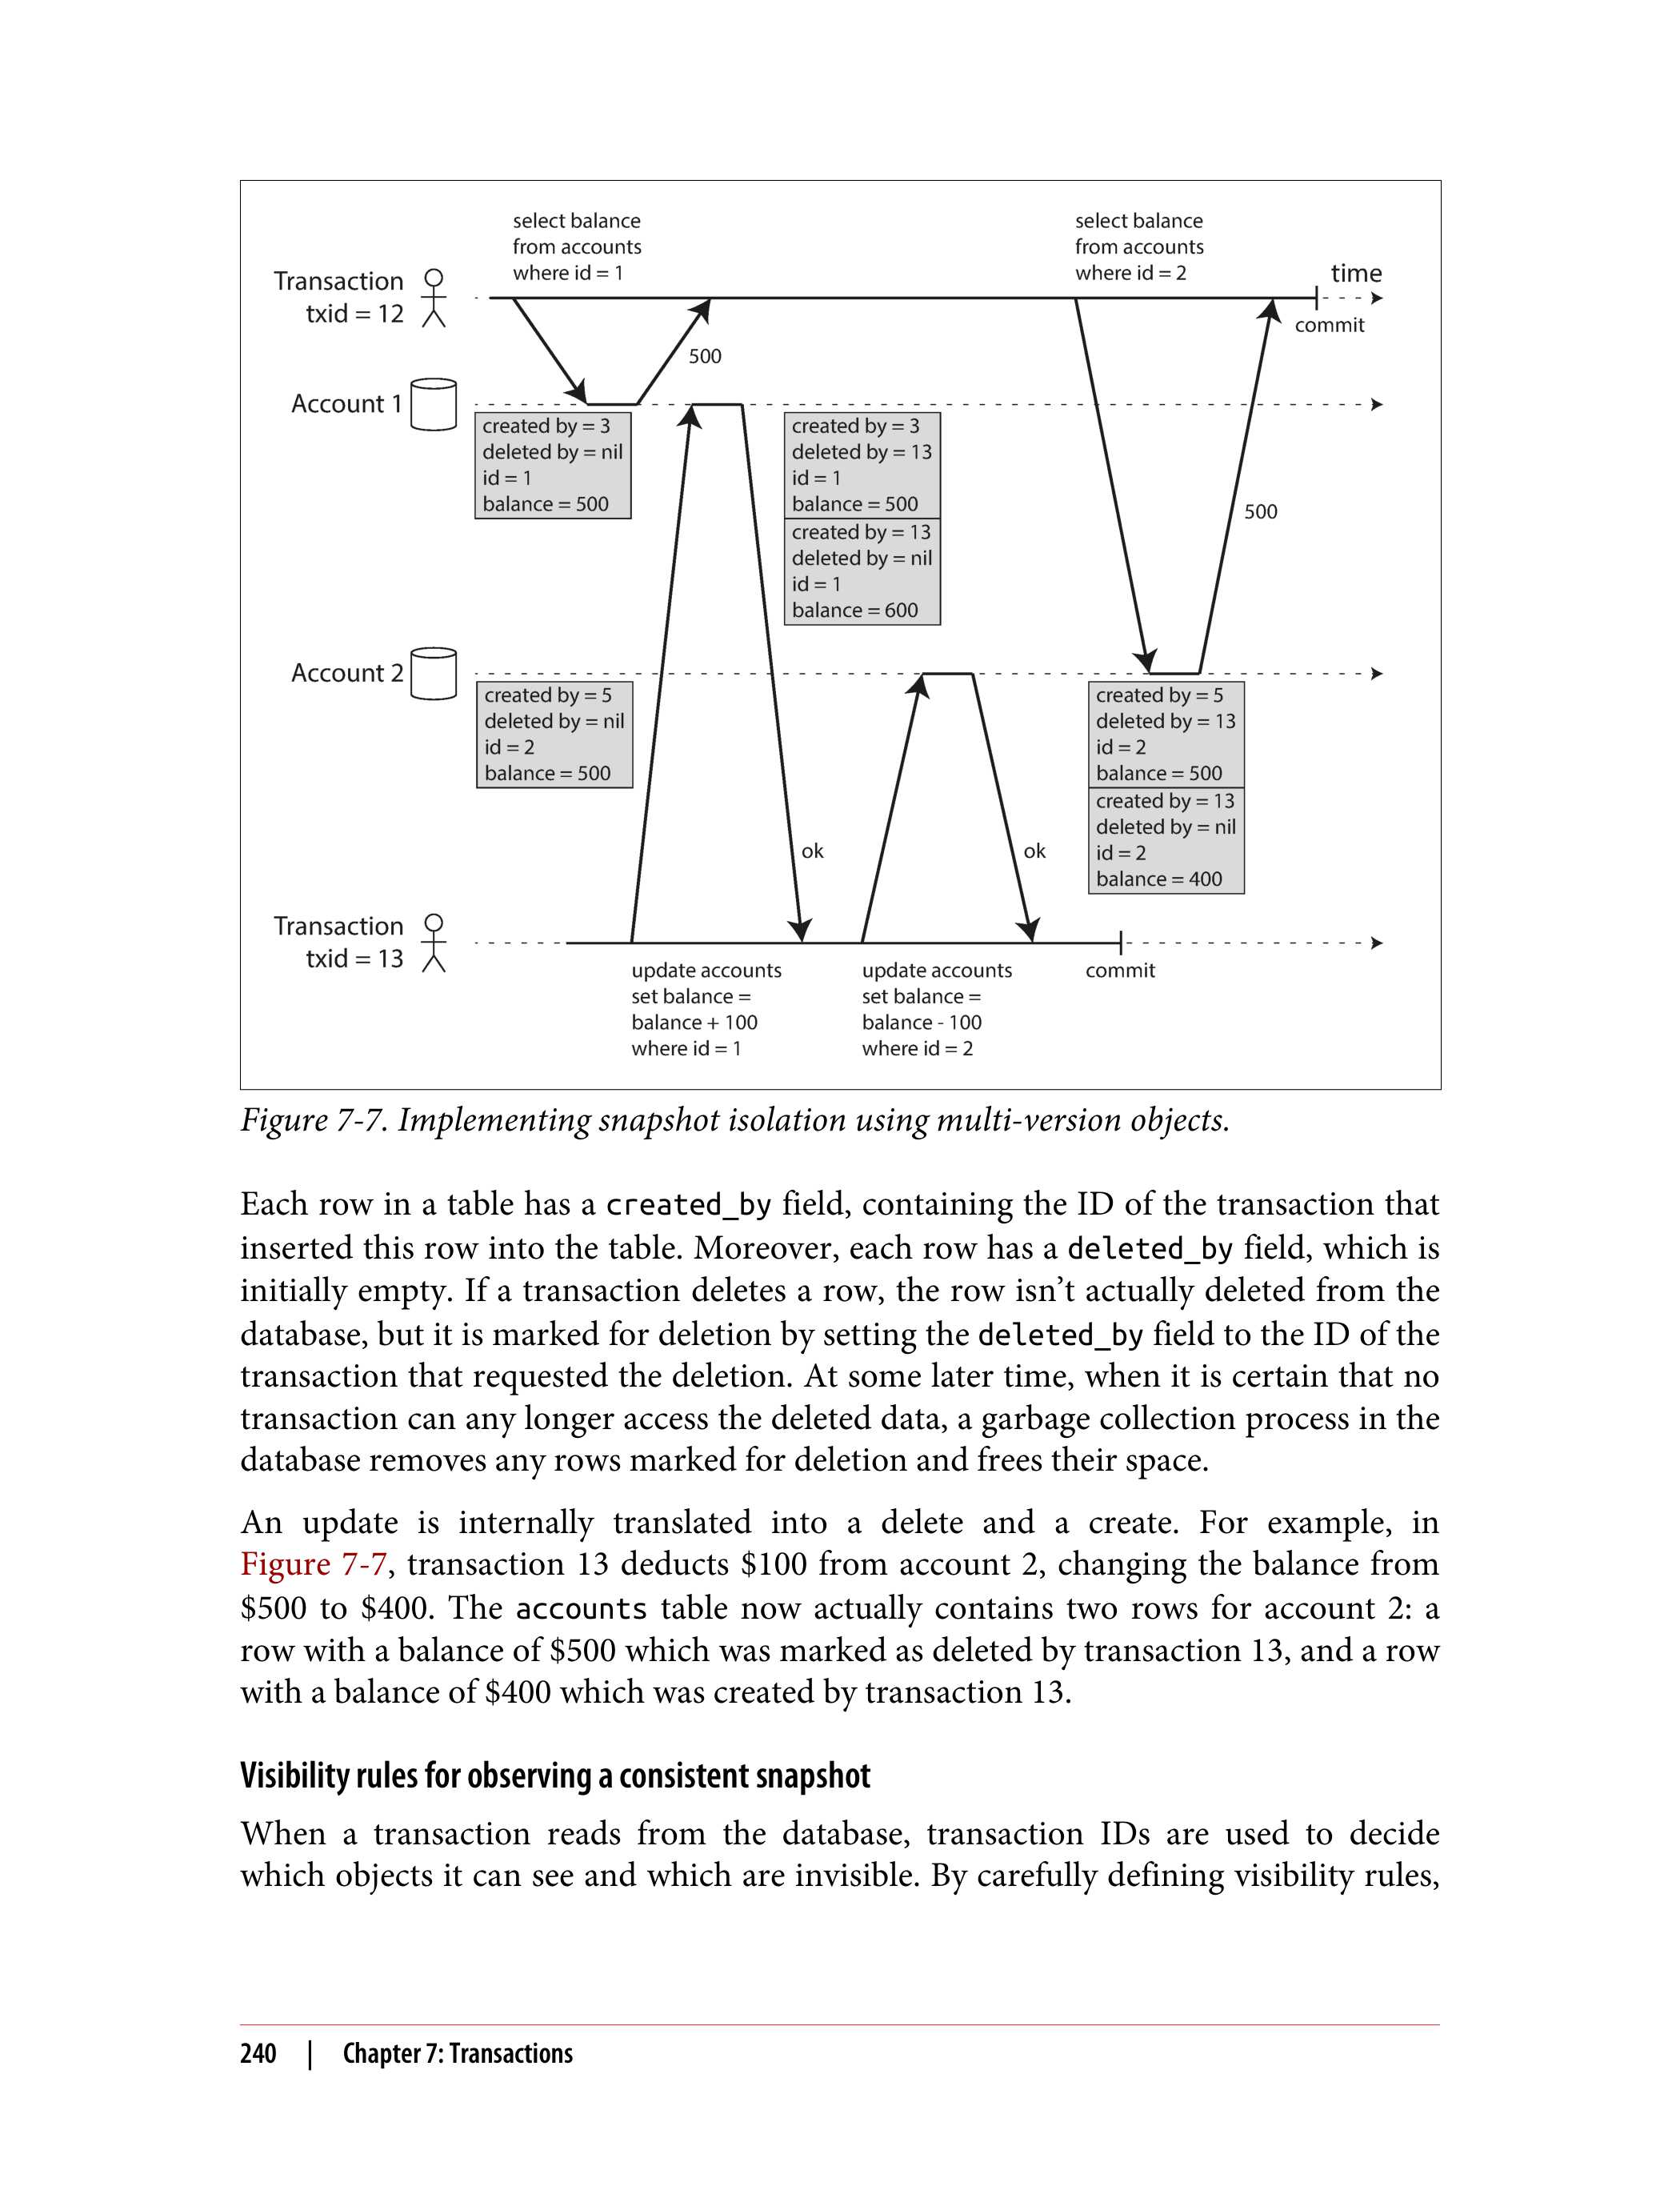 select balance
from accounts
where id = 1
select balance
from accounts
where id = 2
time
Transaction
txid = 12
commit
500
Account 1
created by = 3
deleted by = nil
id = 1
balance = 500
created by = 3
deleted by = 13
id = 1
balance = 500
created by = 13
deleted by = nil
id = 1
balance = 600
500
Account 2
created by = 5
deleted by = nil
id = 2
balance = 500
created by = 5
deleted by = 13
id = 2
balance = 500
created by = 13
deleted by = nil
id = 2
balance = 400
ok
ok
Transaction
txid = 13
update accounts
set balance =
balance + 100
where id = 1
update accounts
set balance =
balance - 100
where id = 2
commit
Figure 7-7. Implementing snapshot isolation using multi-version objects.
Each row in a table has a created_by field, containing the ID of the transaction that
inserted this row into the table. Moreover, each row has a deleted_by field, which is
initially empty. If a transaction deletes a row, the row isn’t actually deleted from the
database, but it is marked for deletion by setting the deleted_by field to the ID of the
transaction that requested the deletion. At some later time, when it is certain that no
transaction can any longer access the deleted data, a garbage collection process in the
database removes any rows marked for deletion and frees their space.
An update is internally translated into a delete and a create. For example, in
Figure 7-7, transaction 13 deducts $100 from account 2, changing the balance from
$500 to $400. The accounts table now actually contains two rows for account 2: a
row with a balance of $500 which was marked as deleted by transaction 13, and a row
with a balance of $400 which was created by transaction 13.
Visibility rules for observing a consistent snapshot
When a transaction reads from the database, transaction IDs are used to decide
which objects it can see and which are invisible. By carefully defining visibility rules,
240 | Chapter 7: Transactions